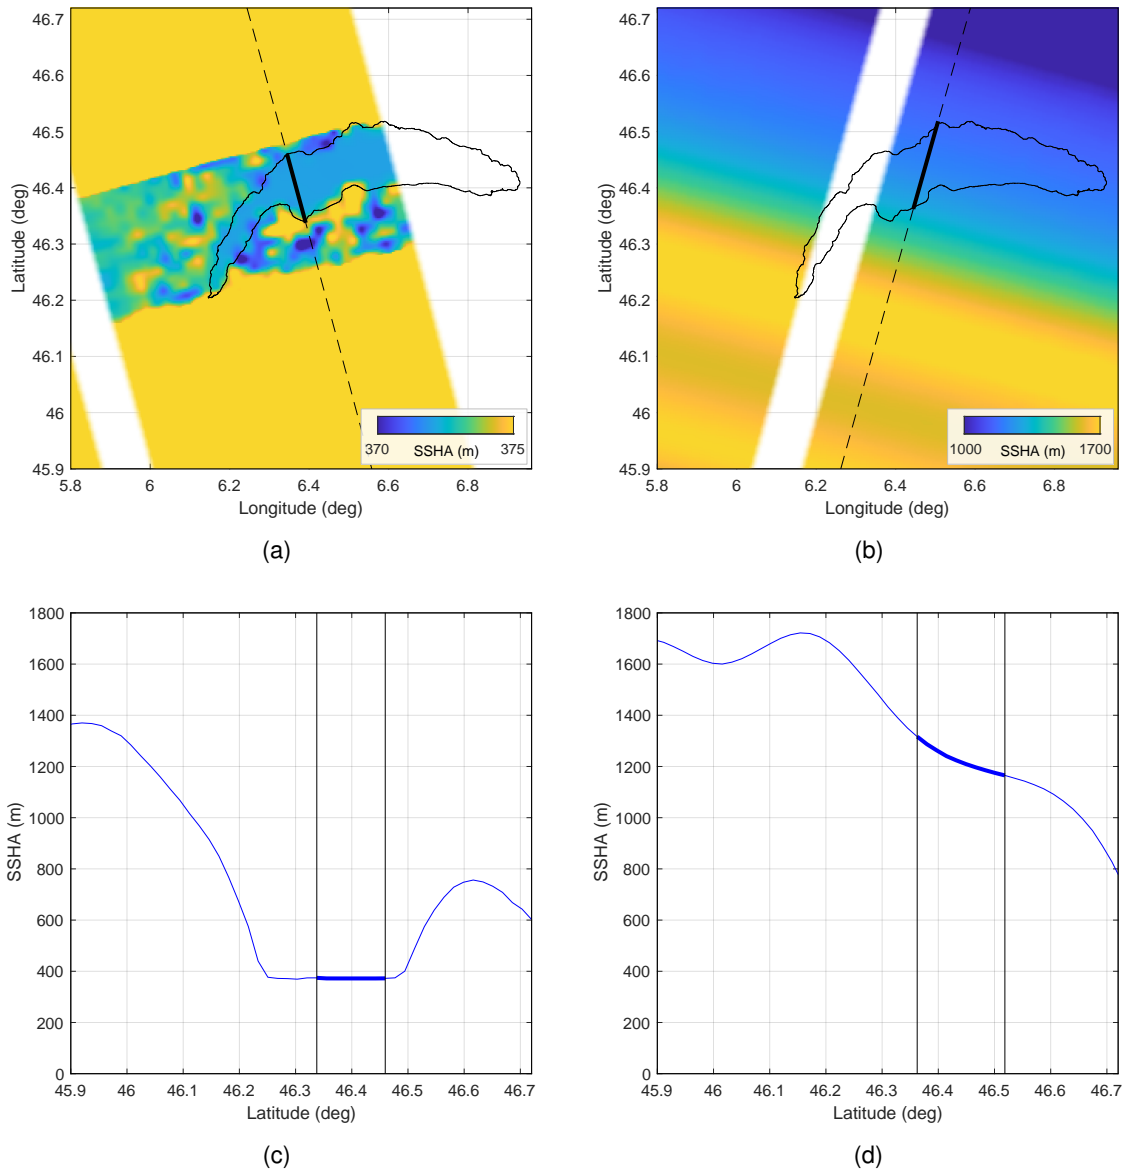 46.7
46.6
46.5
46.4
46.3
46.2
46.1
46
45.9
Latitude (deg)
370 SSHA (m) 375
5.8 6 6.2 6.4 6.6 6.8
Longitude (deg)
(a)
46.7
46.6
46.5
46.4
46.3
46.2
46.1
46
45.9
Latitude (deg)
1000 SSHA (m) 1700
5.8 6 6.2 6.4 6.6 6.8
Longitude (deg)
(b)
1800
1600
1400
1200
1000
800
600
400
200
0
SSHA (m)
45.9 46 46.1 46.2 46.3 46.4 46.5 46.6 46.7
Latitude (deg)
(c)
1800
1600
1400
1200
1000
800
600
400
200
0
SSHA (m)
45.9 46 46.1 46.2 46.3 46.4 46.5 46.6 46.7
Latitude (deg)
(d)